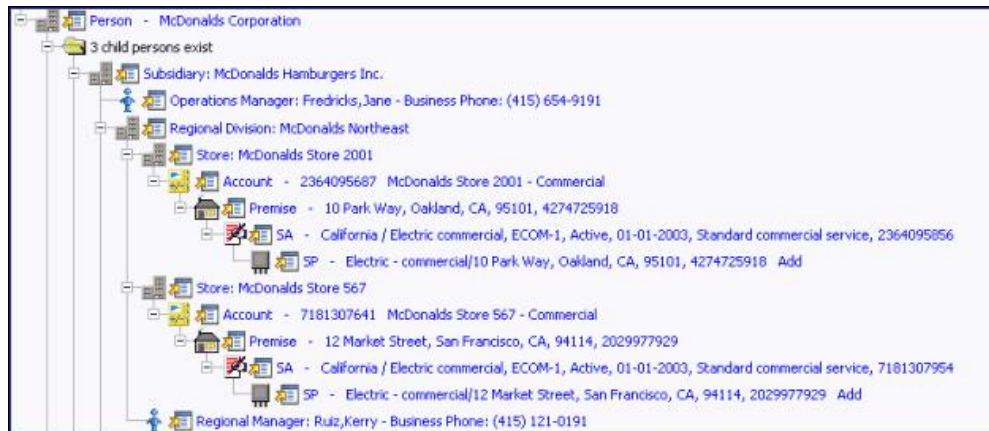 Person - McDonalds Corporation
3 child persons exist
Subsidiary: McDonalds Hamburgers Inc.
Operations Manager: Fredricks,Jane - Business Phone: (415) 654-9191
Regional Division: McDonalds Northeast
Store: McDonalds Store 2001
Account - 2364095687 McDonalds Store 2001 - Commercial
Premise - 10 Park Way, Oakland, CA, 95101, 4274725918
SA - California / Electric commercial, ECOM-1, Active, 01-01-2003, Standard commercial service, 2364095856
SP - Electric - commercial/10 Park Way, Oakland, CA, 95101, 4274725918 Add
Store: McDonalds Store 567
Account - 7181307641 McDonalds Store 567 - Commercial
Premise - 12 Market Street, San Francisco, CA, 94114, 2029977929
SA - California / Electric commercial, ECOM-1, Active, 01-01-2003, Standard commercial service, 7181307954
SP - Electric - commercial/12 Market Street, San Francisco, CA, 94114, 2029977929 Add
Regional Manager: Ruiz,Kerry - Business Phone: (415) 121-0191